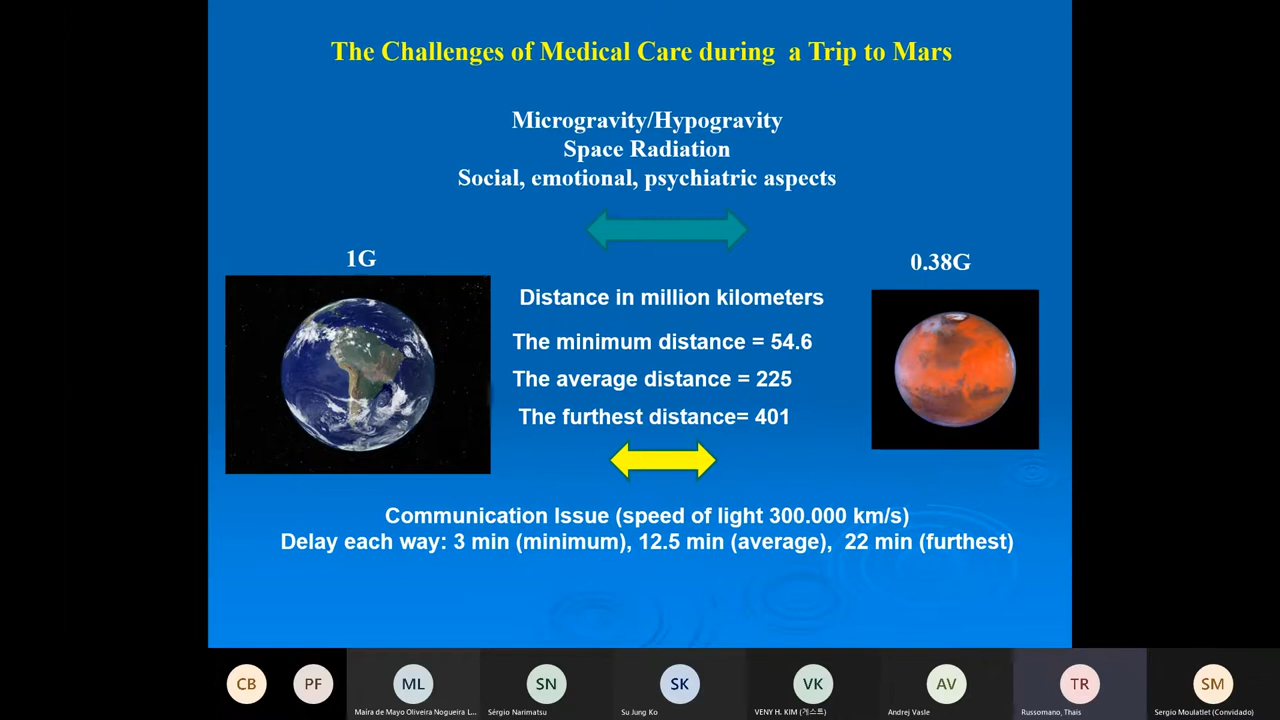 The Challenges of Medical Care during a Trip to Mars
Microgravity/Hypogravity
Space Radiation
Social, emotional, psychiatric aspects
1G
0.38G
Distance in million kilometers
The minimum distance = 54.6
The average distance = 225
The furthest distance= 401
Communication Issue (speed of light 300.000 km/s)
Delay each way: 3 min (minimum), 12.5 min (average), 22 min (furthest)
CB
PF
ML
SN
SK
VK
AV
TR
SM
Maira de Mayo Oliveira Nogueira L...
Sérgio Narimatsu
Su Jung Ko
VENY H. KIM (게스트)
Andrej Vasle
Russomano, Thais
Sergio Moulatlet (Convidado)